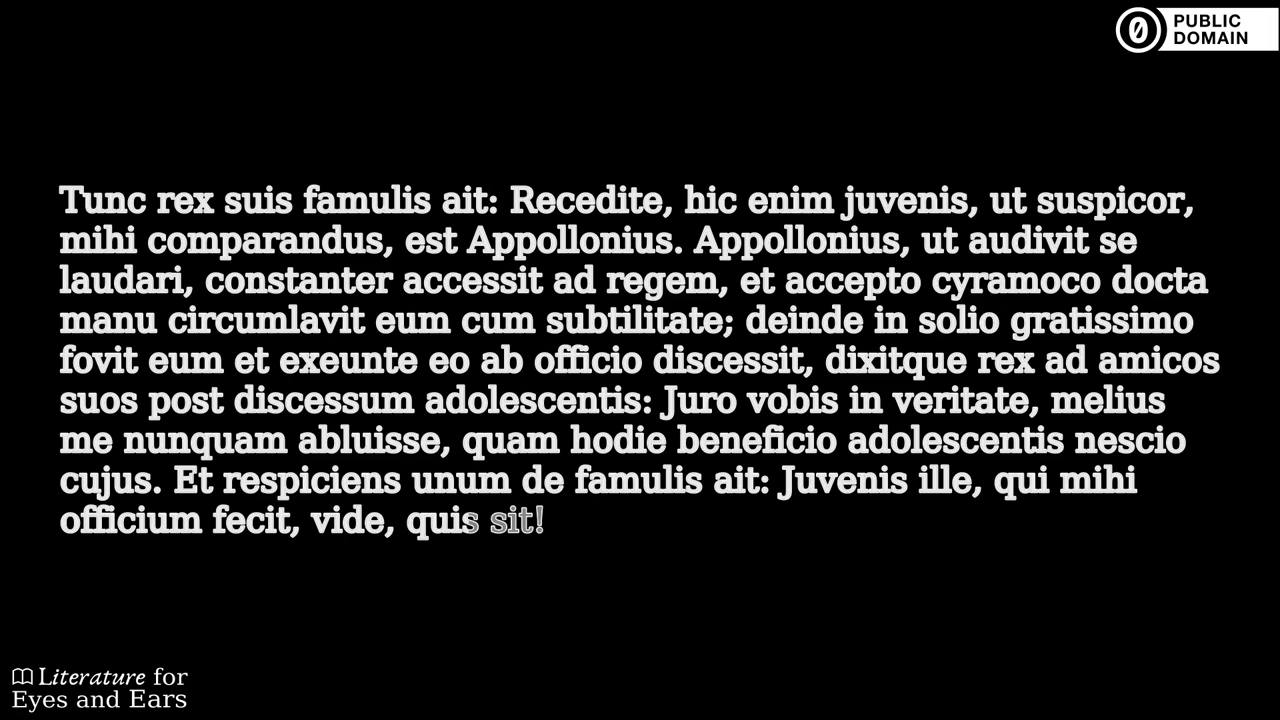 PUBLIC
DOMAIN
Tunc rex suis famulis ait: Recedite, hic enim juvenis, ut suspicor,
mihi comparandus, est Appollonius. Appollonius, ut audivit se
laudari, constanter accessit ad regem, et accepto cyramoco docta
manu circumlavit eum cum subtilitate; deinde in solio gratissimo
fovit eum et exeunte eo ab officio discessit, dixitque rex ad amicos
suos post discessum adolescentis: Juro vobis in veritate, melius
me nunquam abluisse, quam hodie beneficio adolescentis nescio
cujus. Et respiciens unum de famulis ait: Juvenis ille, qui mihi
officium fecit, vide, quis sit!
Literature for
Eyes and Ears